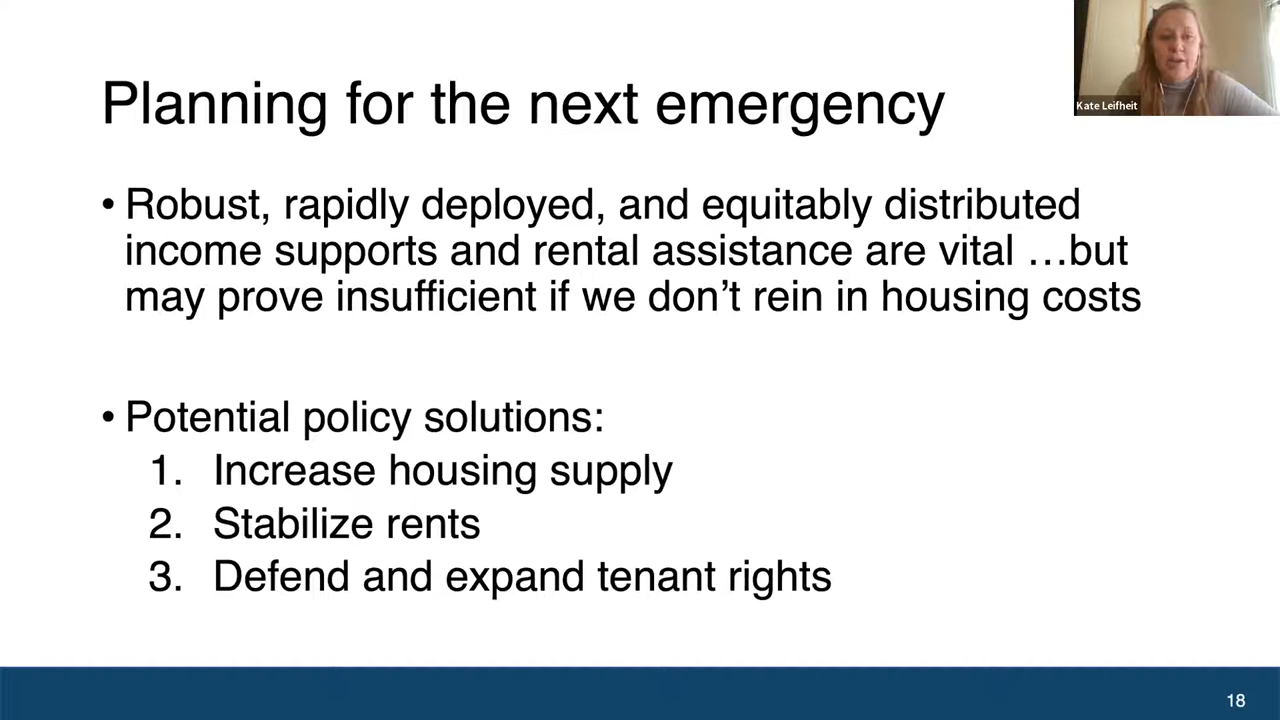 Planning for the next emergency
Kate Leifheit
• Robust, rapidly deployed, and equitably distributed
income supports and rental assistance are vital …but
may prove insufficient if we don’t rein in housing costs
• Potential policy solutions:
1. Increase housing supply
2. Stabilize rents
3. Defend and expand tenant rights
18